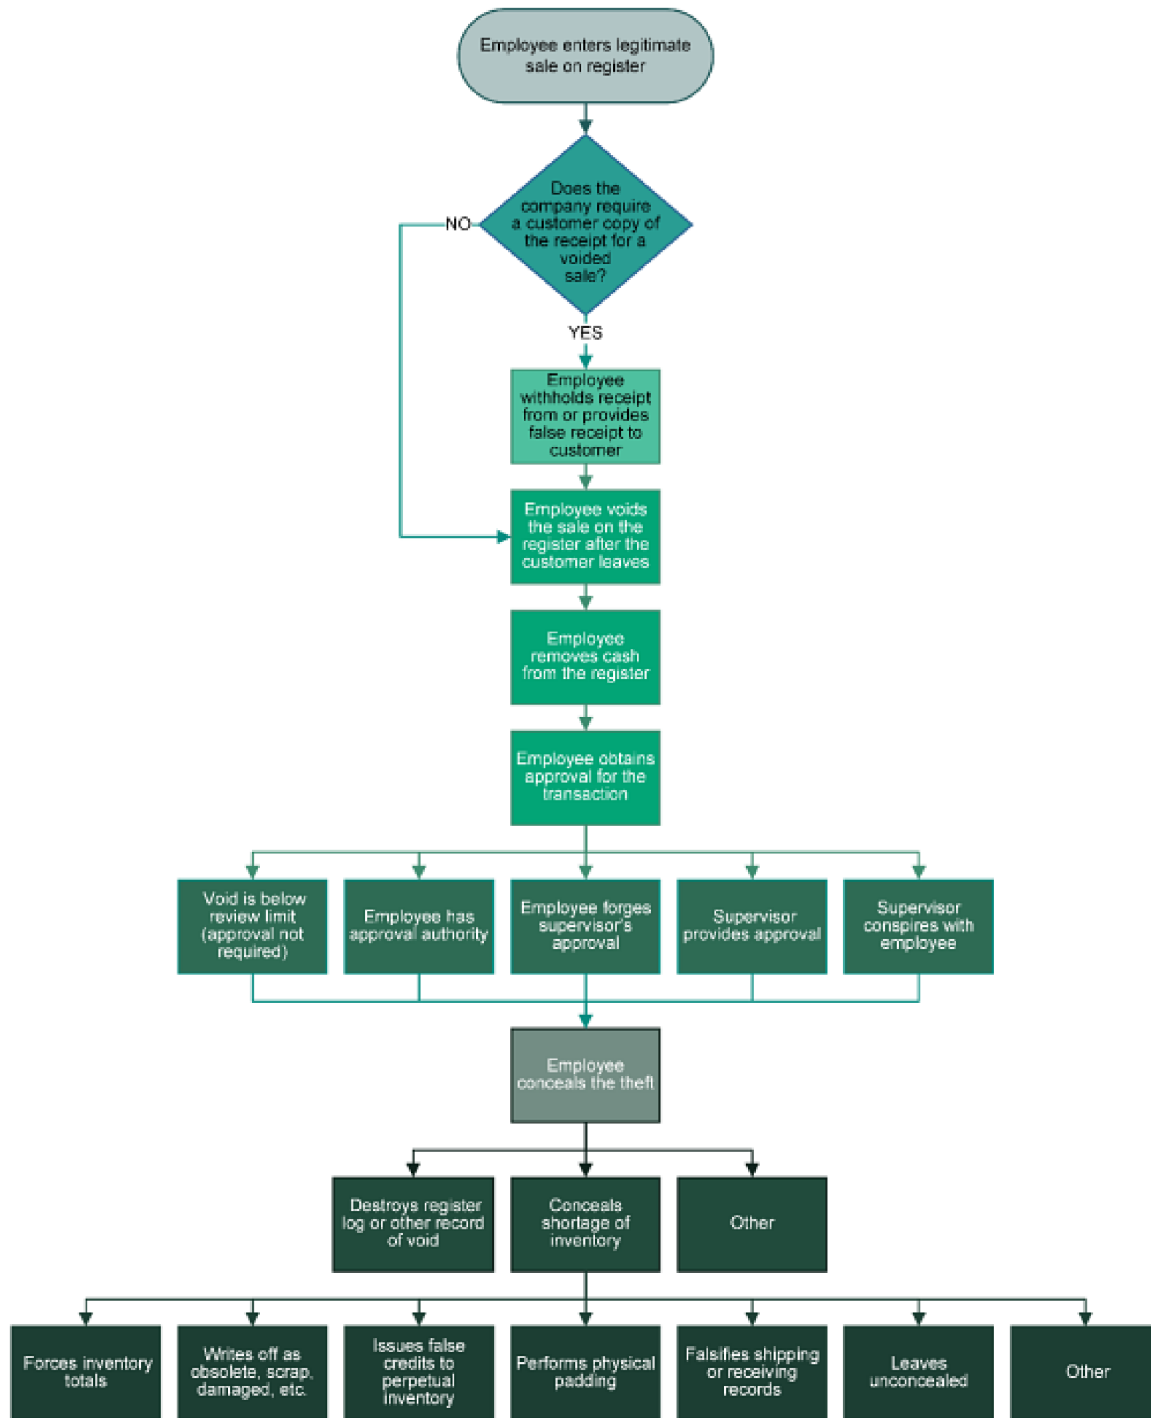 Employee enters legitimate
sale on register
Does the
company require
a customer copy of
the receipt for a
voided
sale?
NO
YES
Employee
withholds receipt
from or provides
false receipt to
customer
Employee voids
the sale on the
register after the
customer leaves
Employee
removes cash
from the register
Employee obtains
approval for the
transaction
Void is below
review limit
(approval not
required)
Employee has
approval authority
Employee forges
supervisor's
approval
Supervisor
provides approval
Supervisor
conspires with
employee
Employee
conceals the theft
Destroys register
log or other record
of void
Conceals
shortage of
inventory
Other
Forces inventory
totals
Writes off as
obsolete, scrap,
damaged, etc.
Issues false
credits to
perpetual
inventory
Performs physical
padding
Falsifies shipping
or receiving
records
Leaves
unconcealed
Other